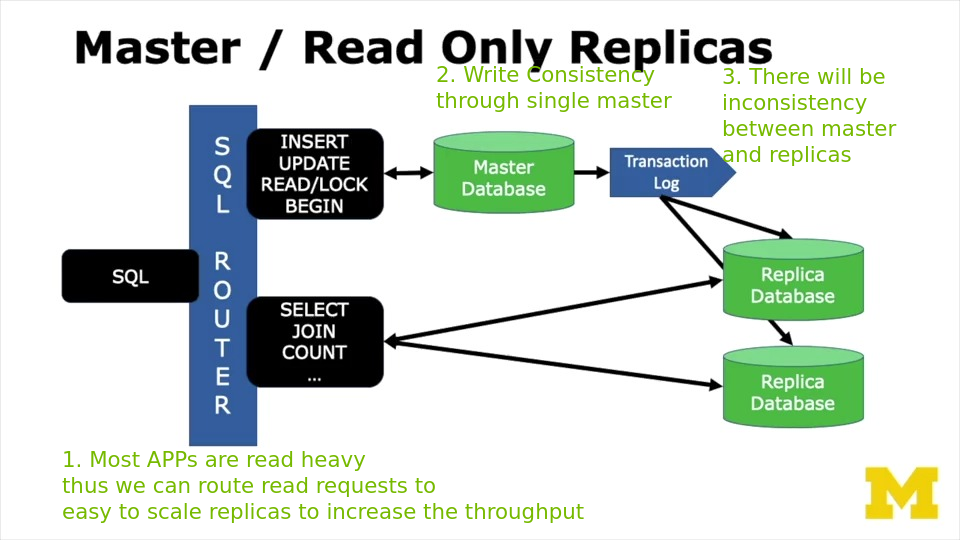 Master / Read Only Replicas
2. Write Consistency
through single master
3. There will be
inconsistency
between master
and replicas
SQL
SQL ROUTER
INSERT
UPDATE
READ/LOCK
BEGIN
Master
Database
Transaction
Log
SELECT
JOIN
COUNT
...
Replica
Database
Replica
Database
1. Most APPs are read heavy
thus we can route read requests to
easy to scale replicas to increase the throughput
M